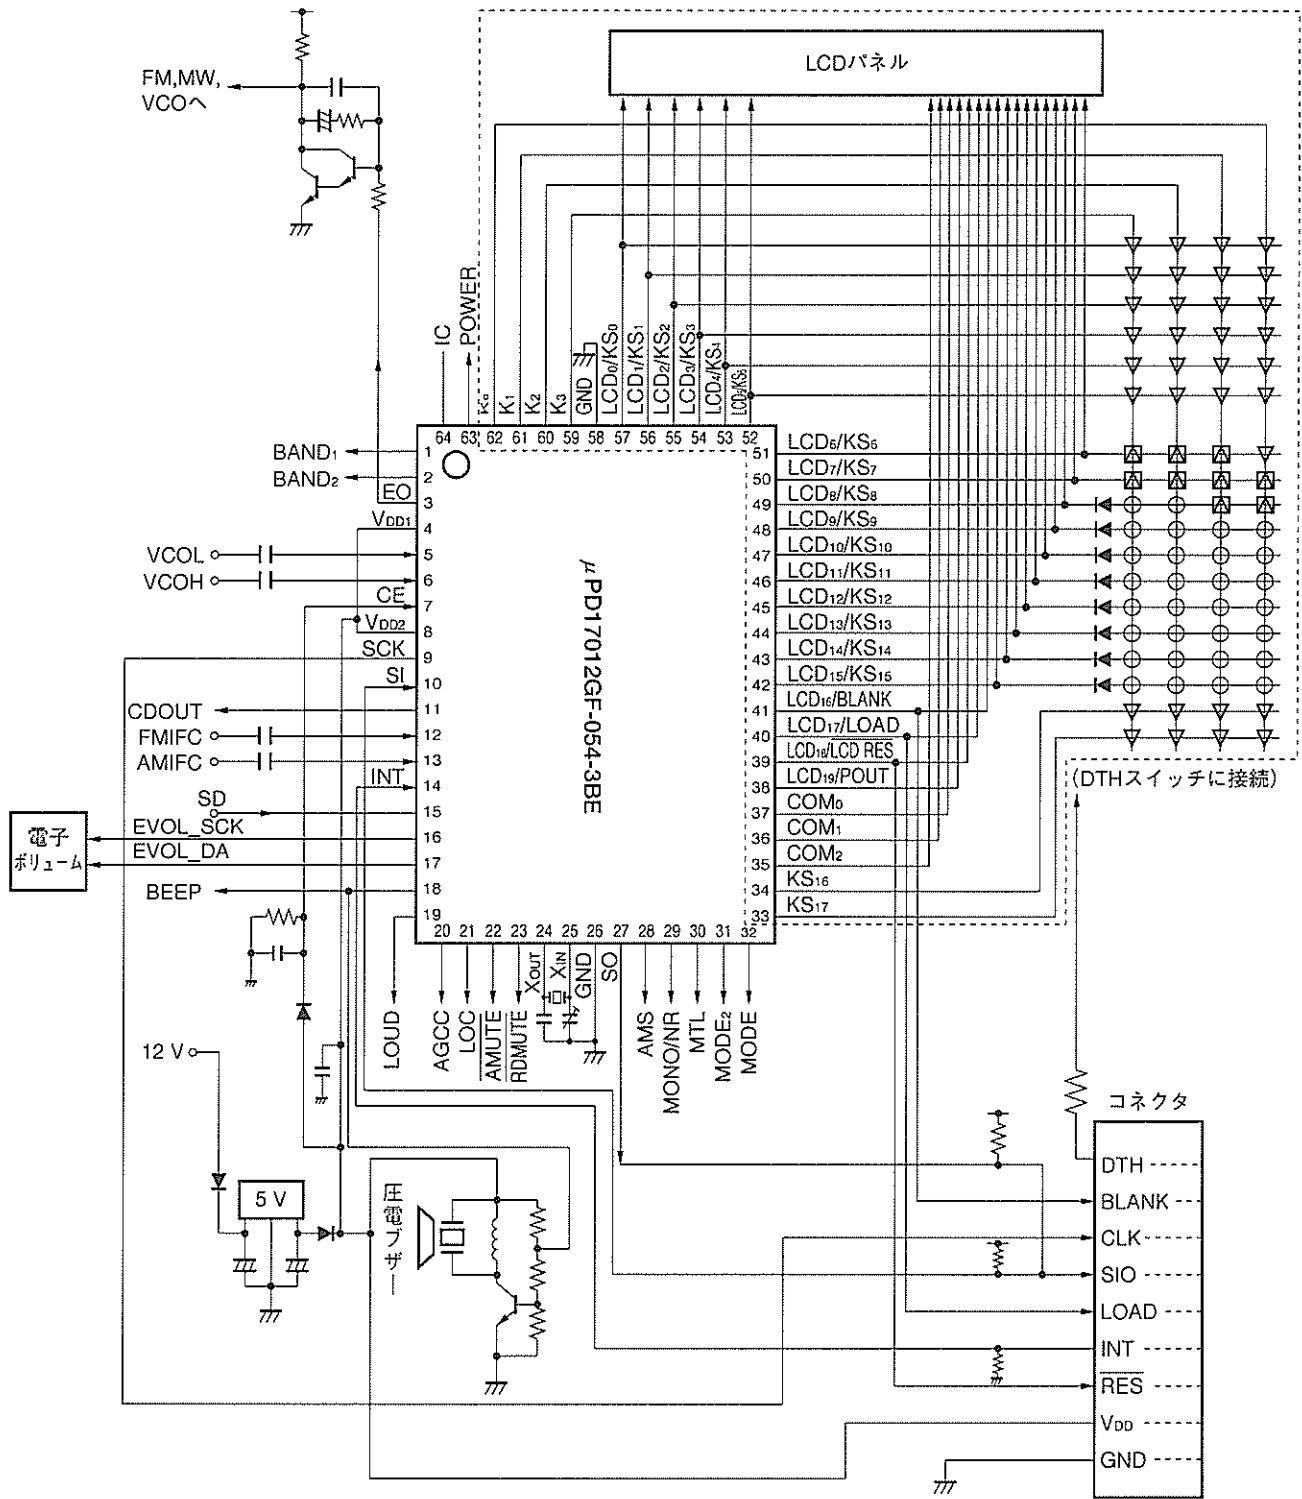 LCDパネル
FM,MW,
VCOへ
IC
POWER
K₀
K₁
K₂
K₃
GND
LCD₀/KS₀
LCD₁/KS₁
LCD₂/KS₂
LCD₃/KS₃
LCD₄/KS₄
LCD₅/KS₅
64 63 62 61 60 59 58 57 56 55 54 53 52
BAND₁ 1
BAND₂ 2
EO 3
VDD1 4
VCOL 5
VCOH 6
CE 7
VDD2 8
SCK 9
SI 10
CDOUT 11
FMIFC 12
AMIFC 13
INT 14
SD 15
EVOL_SCK 16
EVOL_DA 17
BEEP 18
19
電子
ボリューム
μPD17012GF-054-3BE
51 LCD₆/KS₆
50 LCD₇/KS₇
49 LCD₈/KS₈
48 LCD₉/KS₉
47 LCD₁₀/KS₁₀
46 LCD₁₁/KS₁₁
45 LCD₁₂/KS₁₂
44 LCD₁₃/KS₁₃
43 LCD₁₄/KS₁₄
42 LCD₁₅/KS₁₅
41 LCD₁₆/BLANK
40 LCD₁₇/LOAD
39 LCD₁₈/LCD RES
38 LCD₁₉/POUT
37 COM₀
36 COM₁
35 COM₂
34 KS₁₆
33 KS₁₇
(DTHスイッチに接続)
20 21 22 23 24 25 26 27 28 29 30 31 32
LOUD
AGCC
LOC
AMUTE
RDMUTE
XOUT
XIN
GND
SO
AMS
MONO/NR
MTL
MODE₂
MODE
12 V
5 V
圧電ブザー
コネクタ
DTH
BLANK
CLK
SIO
LOAD
INT
RES
VDD
GND